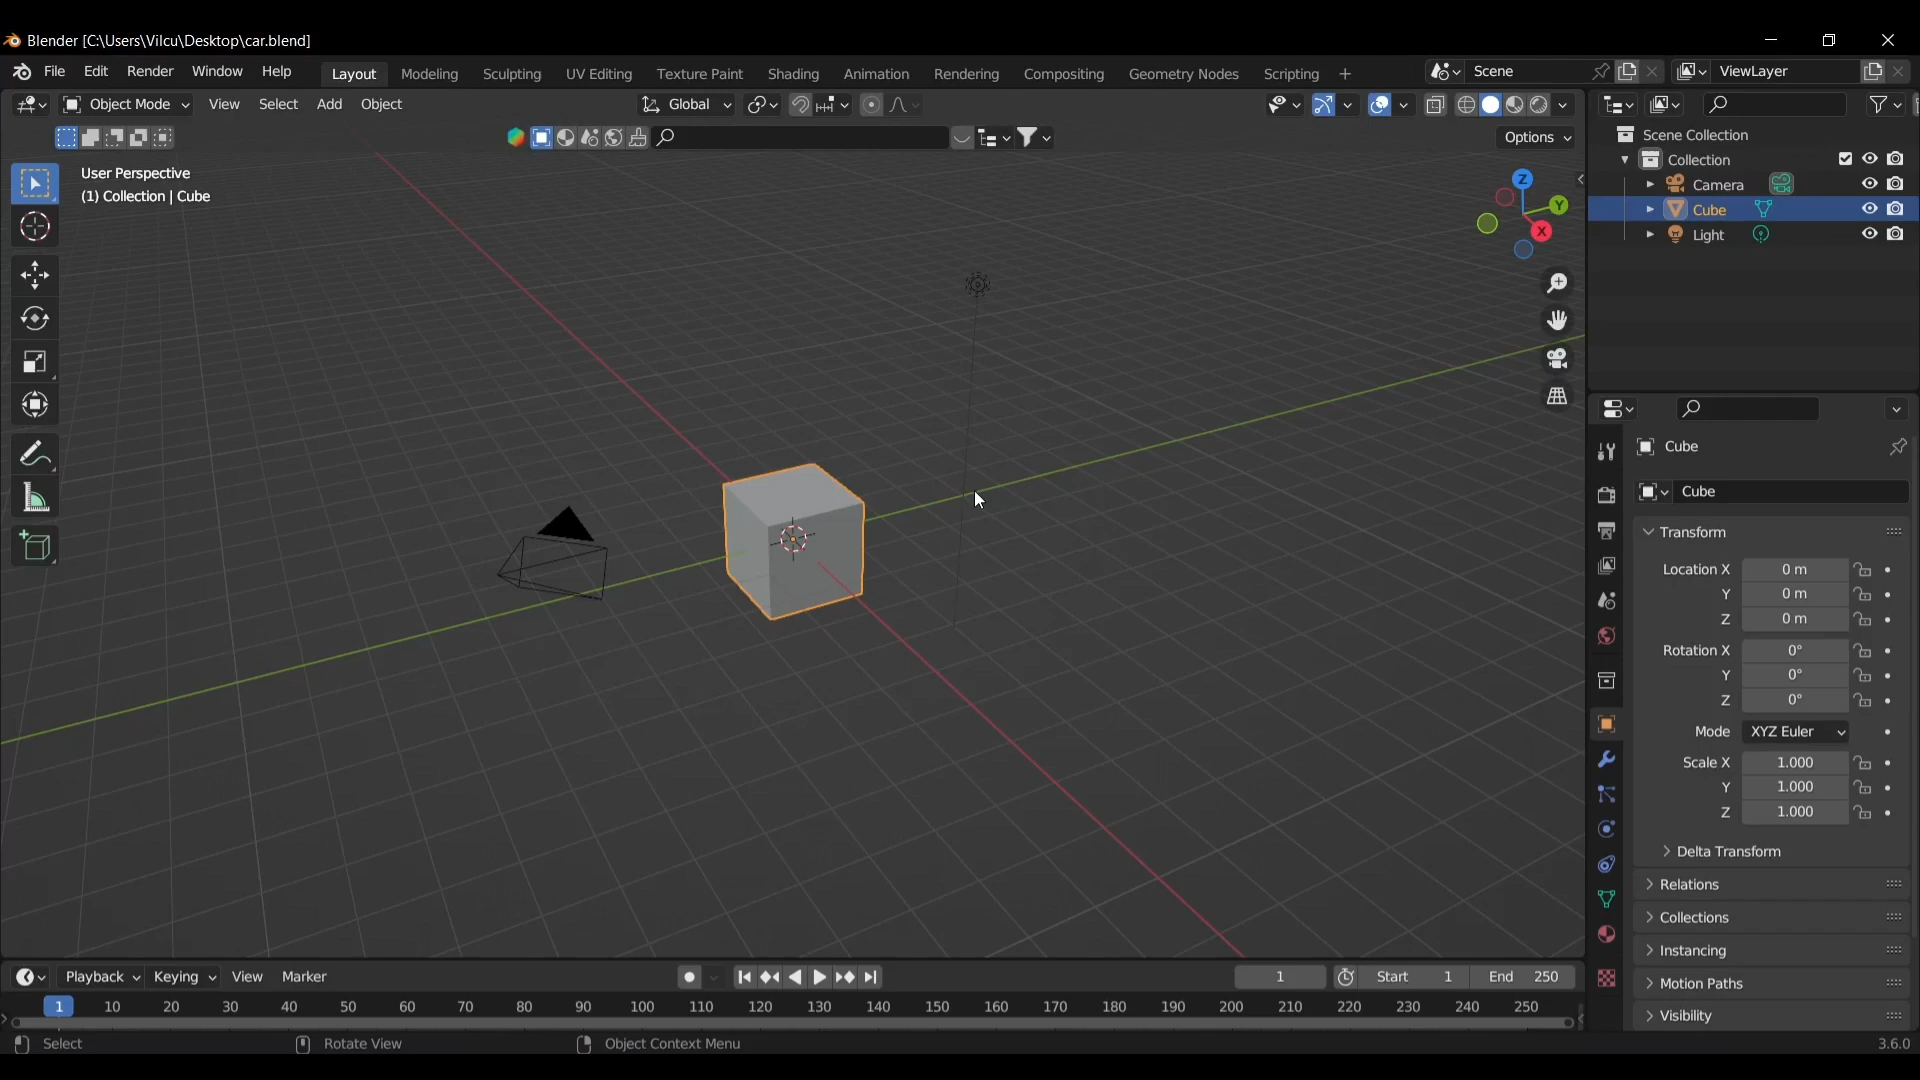 Blender [C:\Users\Vilcu\Desktop\car.blend]
File Edit Render Window Help Layout Modeling Sculpting UV Editing Texture Paint Shading Animation Rendering Compositing Geometry Nodes Scripting + Scene ViewLayer
Object Mode View Select Add Object Global
Options
User Perspective
(1) Collection | Cube
Z
Y
X
Scene Collection
Collection
Camera
Cube
Light
Cube
Cube
Transform
Location X 0 m
Y 0 m
Z 0 m
Rotation X 0°
Y 0°
Z 0°
Mode XYZ Euler
Scale X 1.000
Y 1.000
Z 1.000
Delta Transform
Relations
Collections
Instancing
Motion Paths
Visibility
Playback Keying View Marker 1 Start 1 End 250
1 10 20 30 40 50 60 70 80 90 100 110 120 130 140 150 160 170 180 190 200 210 220 230 240 250
Select Rotate View Object Context Menu 3.6.0